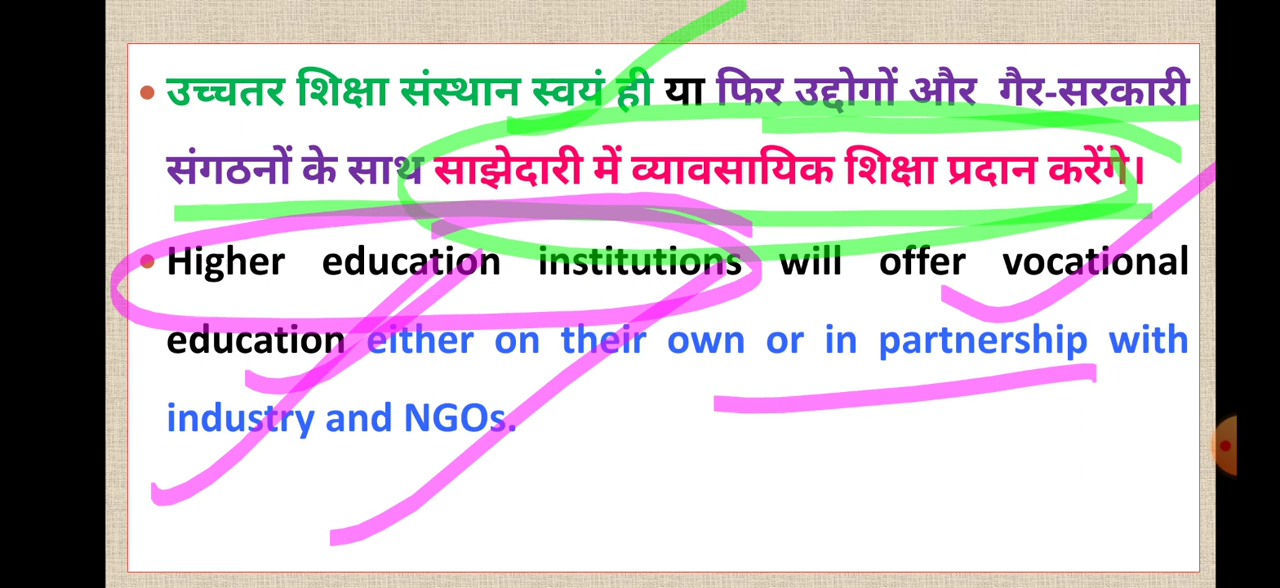 • उच्चतर शिक्षा संस्थान स्वयं ही या फिर उद्दोगों और गैर-सरकारी
संगठनों के साथ साझेदारी में व्यावसायिक शिक्षा प्रदान करेंगे।
• Higher education institutions will offer vocational
education either on their own or in partnership with
industry and NGOs.